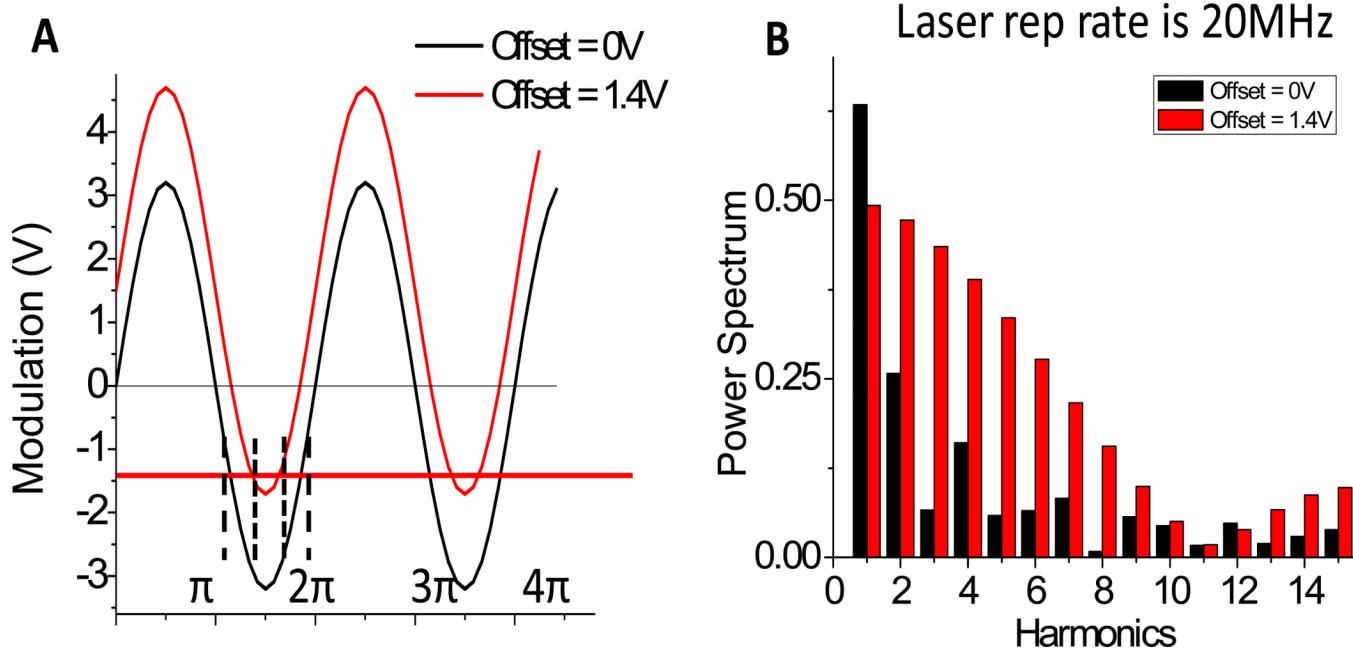 A
Offset = 0V
Offset = 1.4V
Modulation (V)
4
3
2
1
0
-1
-2
-3
π
2π
3π
4π
B
Laser rep rate is 20MHz
Offset = 0V
Offset = 1.4V
Power Spectrum
0.50
0.25
0.00
0 2 4 6 8 10 12 14
Harmonics